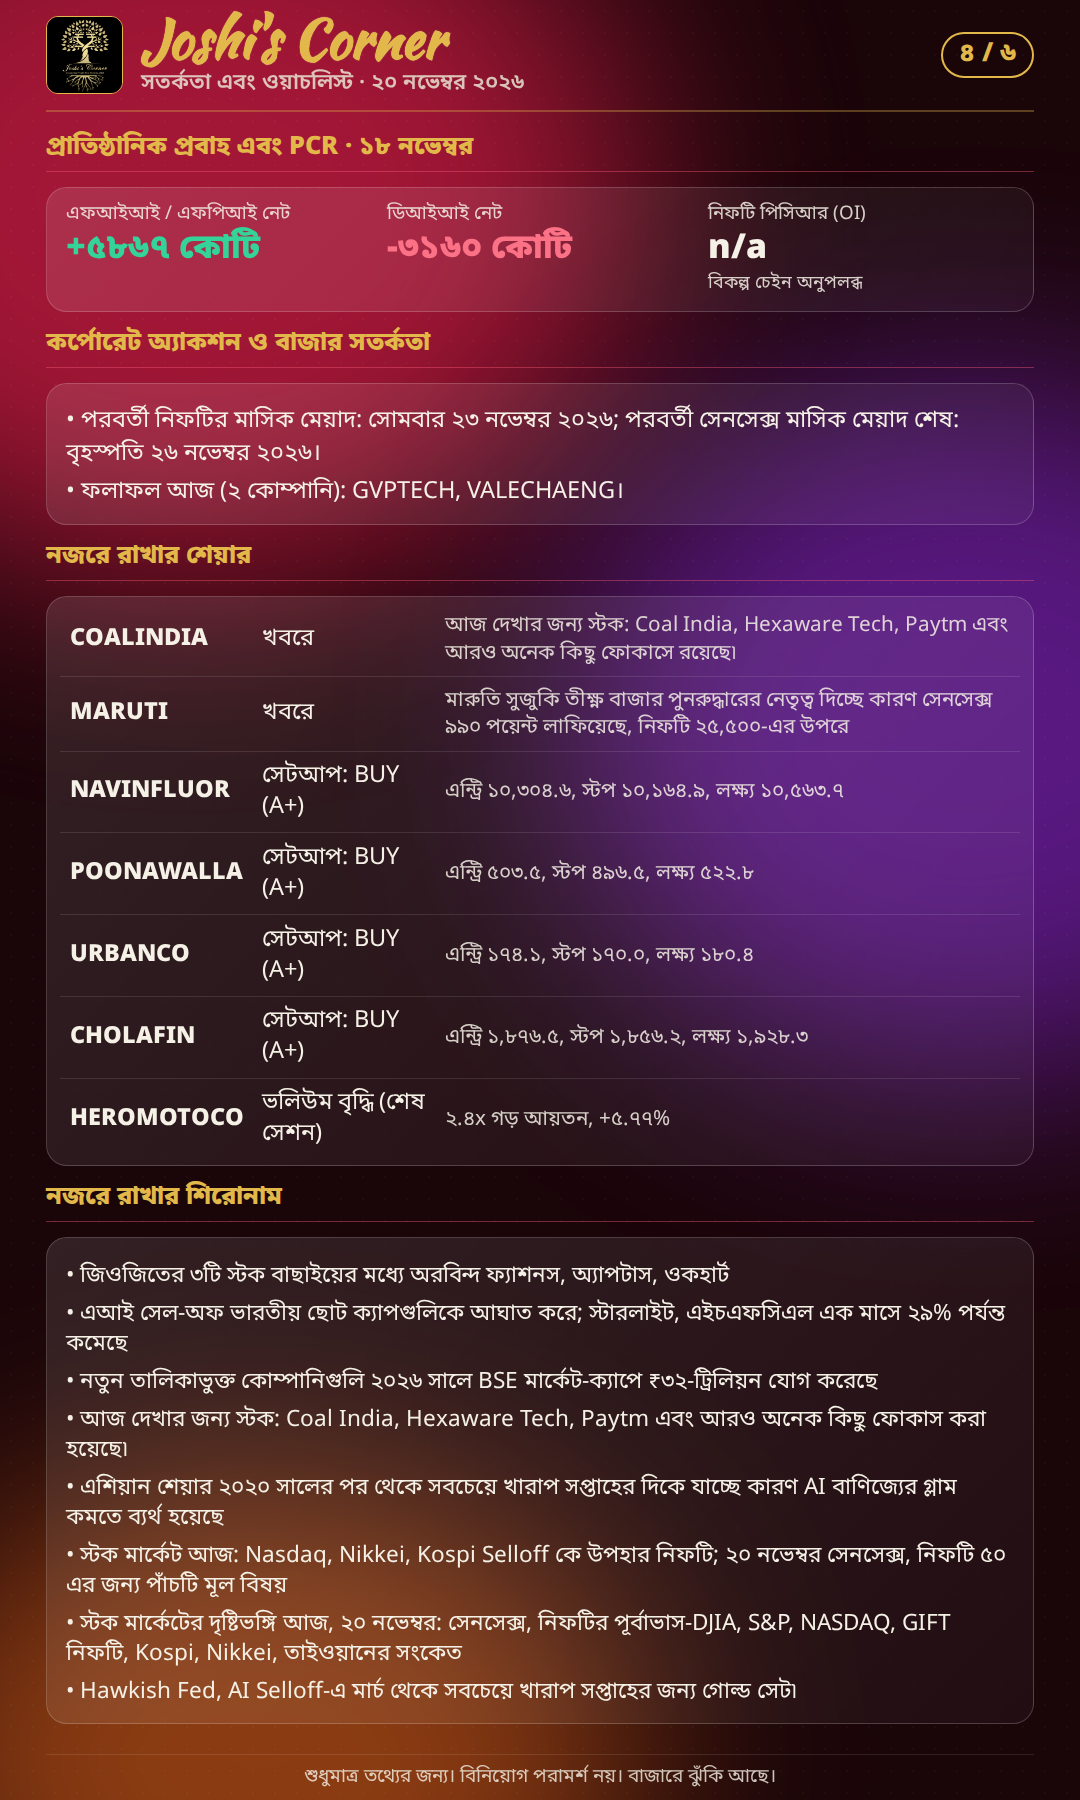 Joshi's Corner
Joshi's Corner
সতর্কতা এবং ওয়াচলিস্ট · ২০ নভেম্বর ২০২৬
৪ / ৬
প্রাতিষ্ঠানিক প্রবাহ এবং PCR · ১৮ নভেম্বর
এফআইআই / এফপিআই নেট
+৫৮৬৭ কোটি
ডিআইআই নেট
-৩১৬০ কোটি
নিফটি পিসিআর (OI)
n/a
বিকল্প চেইন অনুপলব্ধ
কর্পোরেট অ্যাকশন ও বাজার সতর্কতা
• পরবর্তী নিফটির মাসিক মেয়াদ: সোমবার ২৩ নভেম্বর ২০২৬; পরবর্তী সেনসেক্স মাসিক মেয়াদ শেষ:
বৃহস্পতি ২৬ নভেম্বর ২০২৬।
• ফলাফল আজ (২ কোম্পানি): GVPTECH, VALECHAENG।
নজরে রাখার শেয়ার
COALINDIA
খবরে
আজ দেখার জন্য স্টক: Coal India, Hexaware Tech, Paytm এবং
আরও অনেক কিছু ফোকাসে রয়েছে৷
MARUTI
খবরে
মারুতি সুজুকি তীক্ষ্ণ বাজার পুনরুদ্ধারের নেতৃত্ব দিচ্ছে কারণ সেনসেক্স
৯৯০ পয়েন্ট লাফিয়েছে, নিফটি ২৫,৫০০-এর উপরে
NAVINFLUOR
সেটআপ: BUY
(A+)
এন্ট্রি ১০,৩০৪.৬, স্টপ ১০,১৬৪.৯, লক্ষ্য ১০,৫৬৩.৭
POONAWALLA
সেটআপ: BUY
(A+)
এন্ট্রি ৫০৩.৫, স্টপ ৪৯৬.৫, লক্ষ্য ৫২২.৮
URBANCO
সেটআপ: BUY
(A+)
এন্ট্রি ১৭৪.১, স্টপ ১৭০.০, লক্ষ্য ১৮০.৪
CHOLAFIN
সেটআপ: BUY
(A+)
এন্ট্রি ১,৮৭৬.৫, স্টপ ১,৮৫৬.২, লক্ষ্য ১,৯২৮.৩
HEROMOTOCO
ভলিউম বৃদ্ধি (শেষ
সেশন)
২.৪x গড় আয়তন, +৫.৭৭%
নজরে রাখার শিরোনাম
• জিওজিতের ৩টি স্টক বাছাইয়ের মধ্যে অরবিন্দ ফ্যাশনস, অ্যাপটাস, ওকহার্ট
• এআই সেল-অফ ভারতীয় ছোট ক্যাপগুলিকে আঘাত করে; স্টারলাইট, এইচএফসিএল এক মাসে ২৯% পর্যন্ত
কমেছে
• নতুন তালিকাভুক্ত কোম্পানিগুলি ২০২৬ সালে BSE মার্কেট-ক্যাপে ₹৩২-ট্রিলিয়ন যোগ করেছে
• আজ দেখার জন্য স্টক: Coal India, Hexaware Tech, Paytm এবং আরও অনেক কিছু ফোকাস করা
হয়েছে৷
• এশিয়ান শেয়ার ২০২০ সালের পর থেকে সবচেয়ে খারাপ সপ্তাহের দিকে যাচ্ছে কারণ AI বাণিজ্যের গ্লাম
কমতে ব্যর্থ হয়েছে
• স্টক মার্কেট আজ: Nasdaq, Nikkei, Kospi Selloff কে উপহার নিফটি; ২০ নভেম্বর সেনসেক্স, নিফটি ৫০
এর জন্য পাঁচটি মূল বিষয়
• স্টক মার্কেটের দৃষ্টিভঙ্গি আজ, ২০ নভেম্বর: সেনসেক্স, নিফটির পূর্বাভাস-DJIA, S&P, NASDAQ, GIFT
নিফটি, Kospi, Nikkei, তাইওয়ানের সংকেত
• Hawkish Fed, AI Selloff-এ মার্চ থেকে সবচেয়ে খারাপ সপ্তাহের জন্য গোল্ড সেট৷
শুধুমাত্র তথ্যের জন্য। বিনিয়োগ পরামর্শ নয়। বাজারে ঝুঁকি আছে।